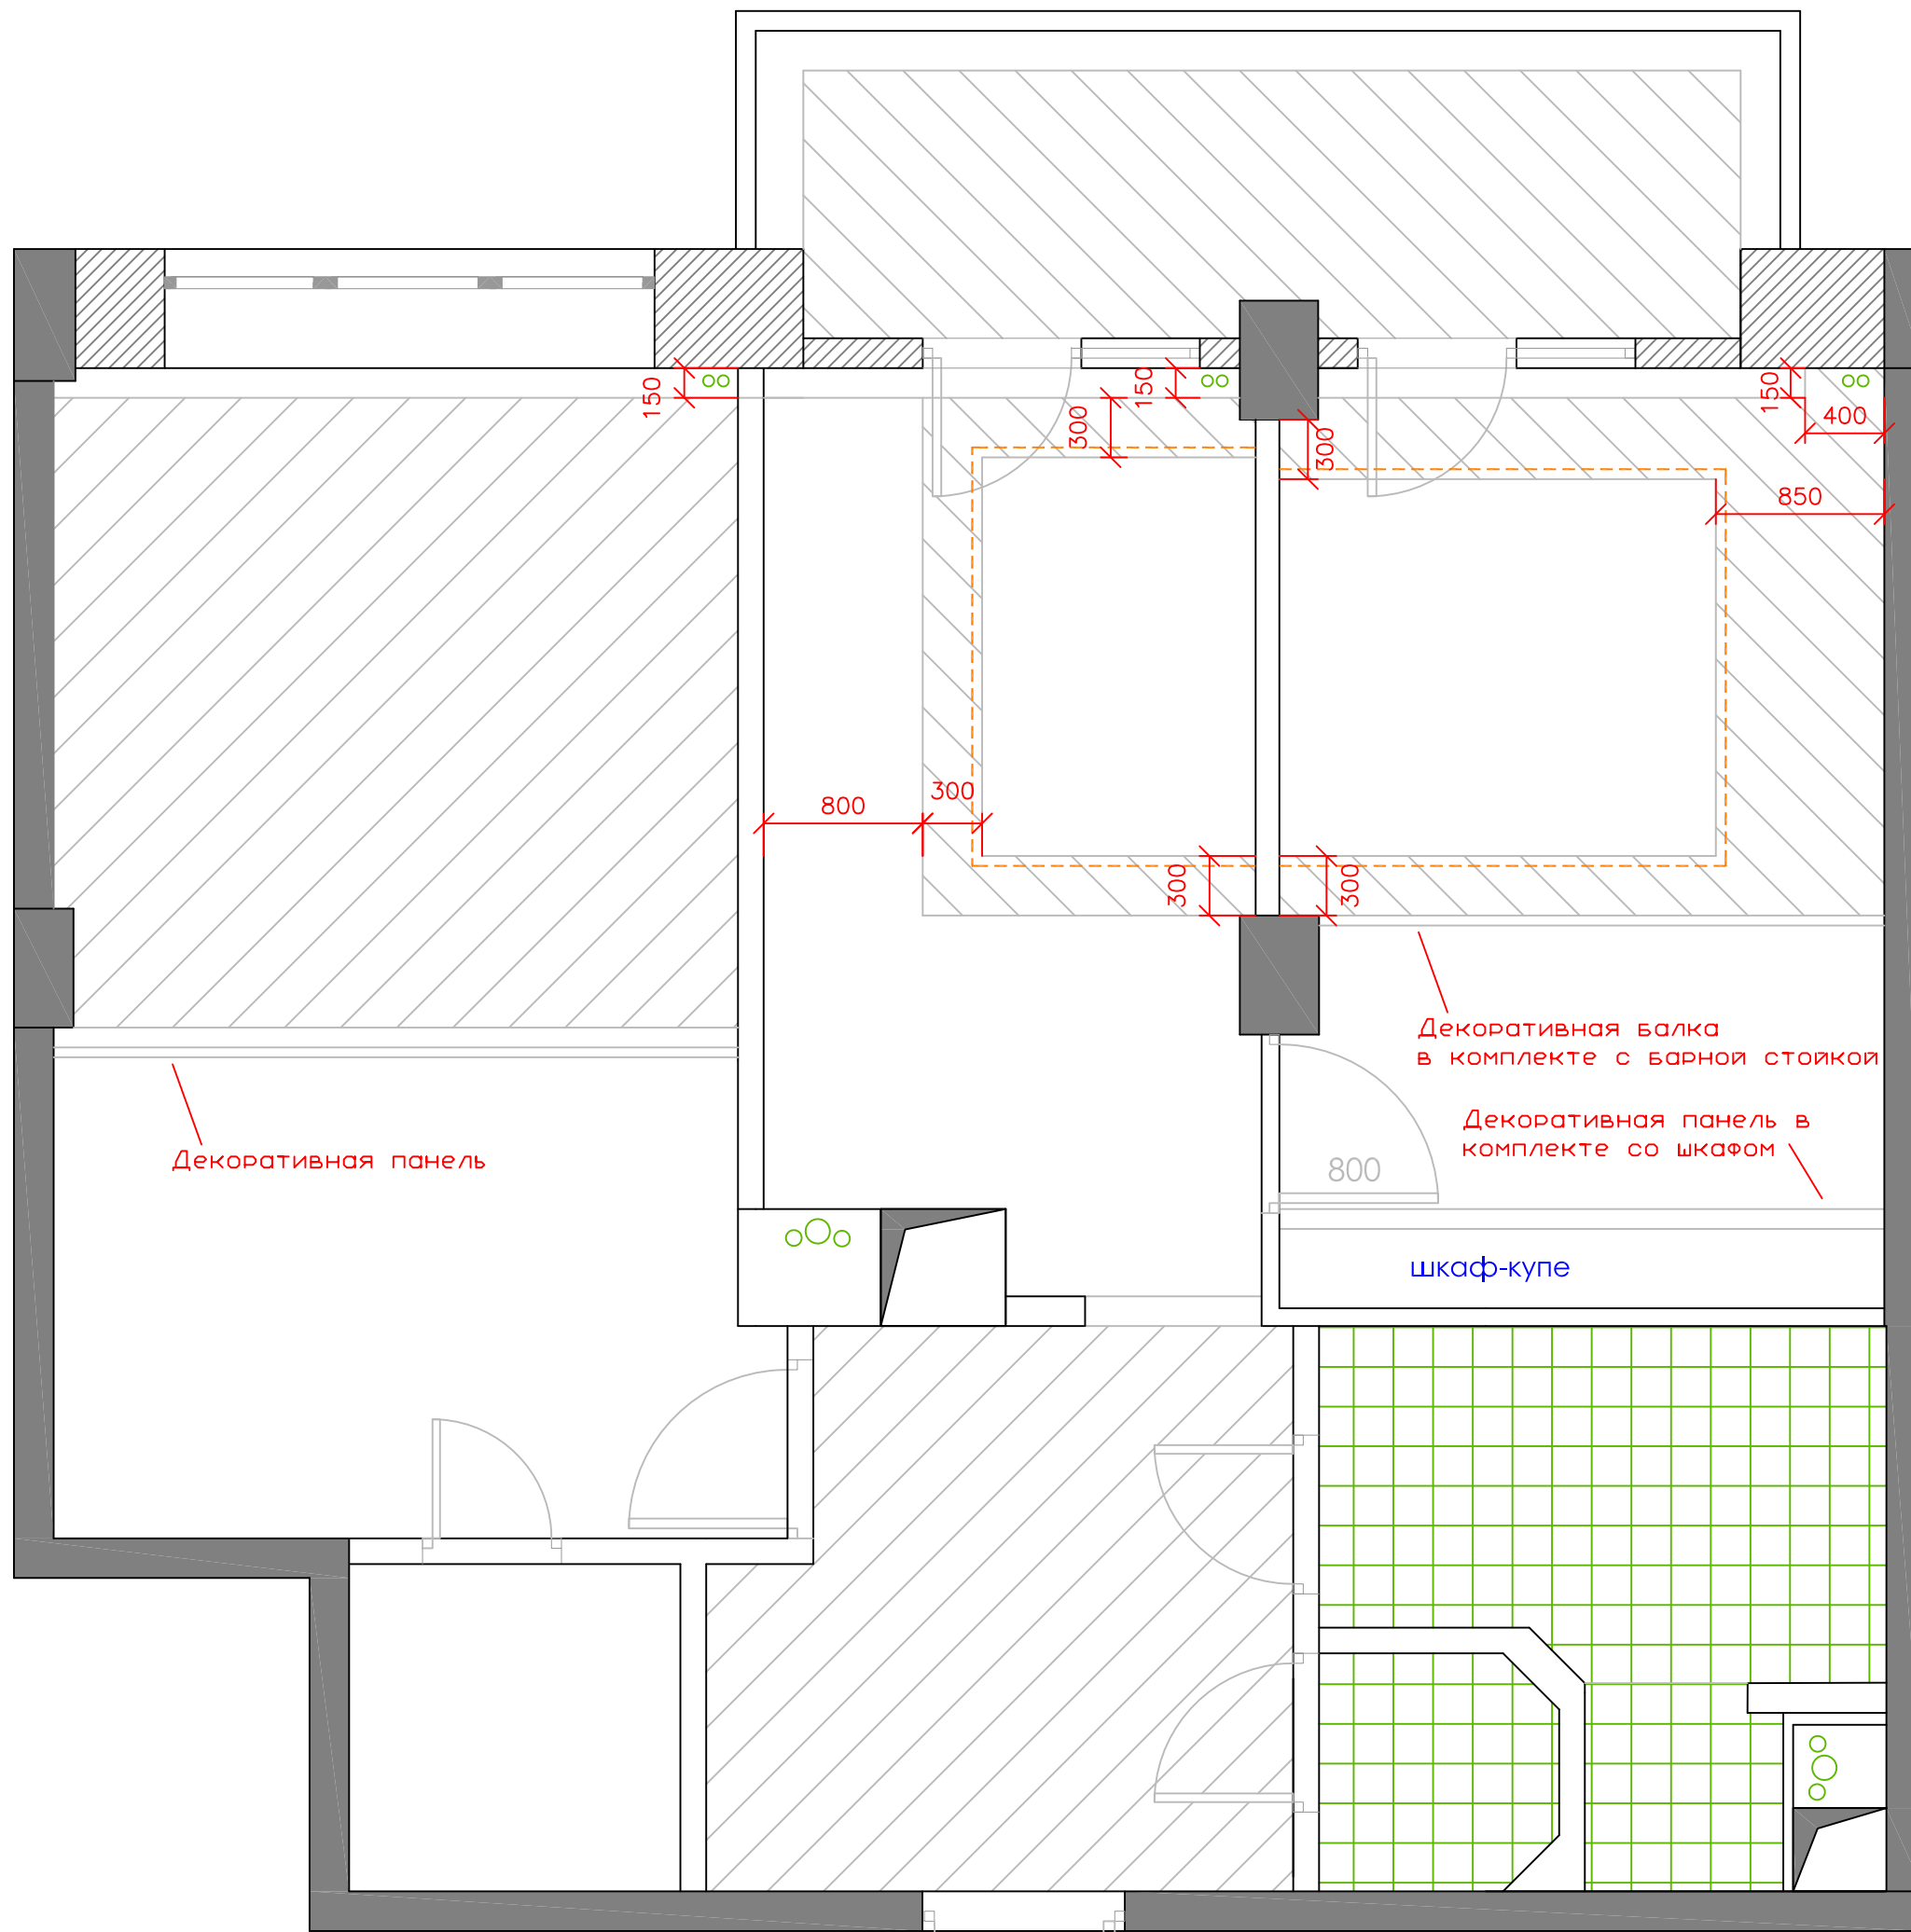 150
150
150
300
400
300
850
800
300
300
300
Декоративная балка
в комплекте с барной стойкой
Декоративная панель в
комплекте со шкафом
Декоративная панель
800
шкаф-купе